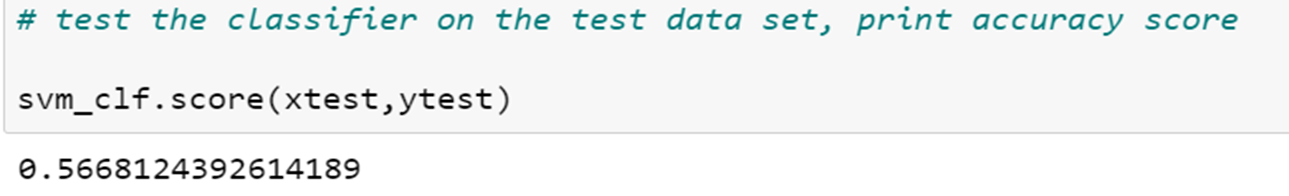 # test the classifier on the test data set, print accuracy score
svm_clf.score(xtest,ytest)
0.5668124392614189